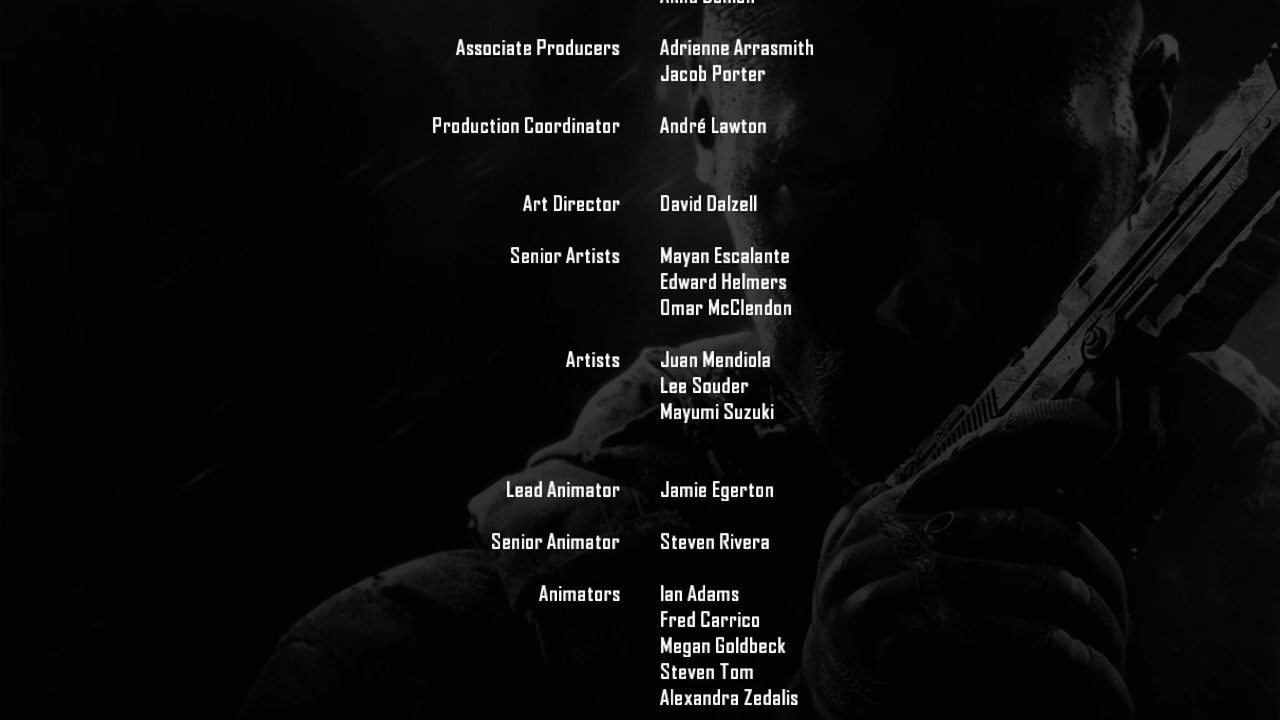 Associate Producers Adrienne Arrasmith
Jacob Porter
Production Coordinator André Lawton
Art Director David Dalzell
Senior Artists Mayan Escalante
Edward Helmers
Omar McClendon
Artists Juan Mendiola
Lee Souder
Mayumi Suzuki
Lead Animator Jamie Egerton
Senior Animator Steven Rivera
Animators Ian Adams
Fred Carrico
Megan Goldbeck
Steven Tom
Alexandra Zedalis